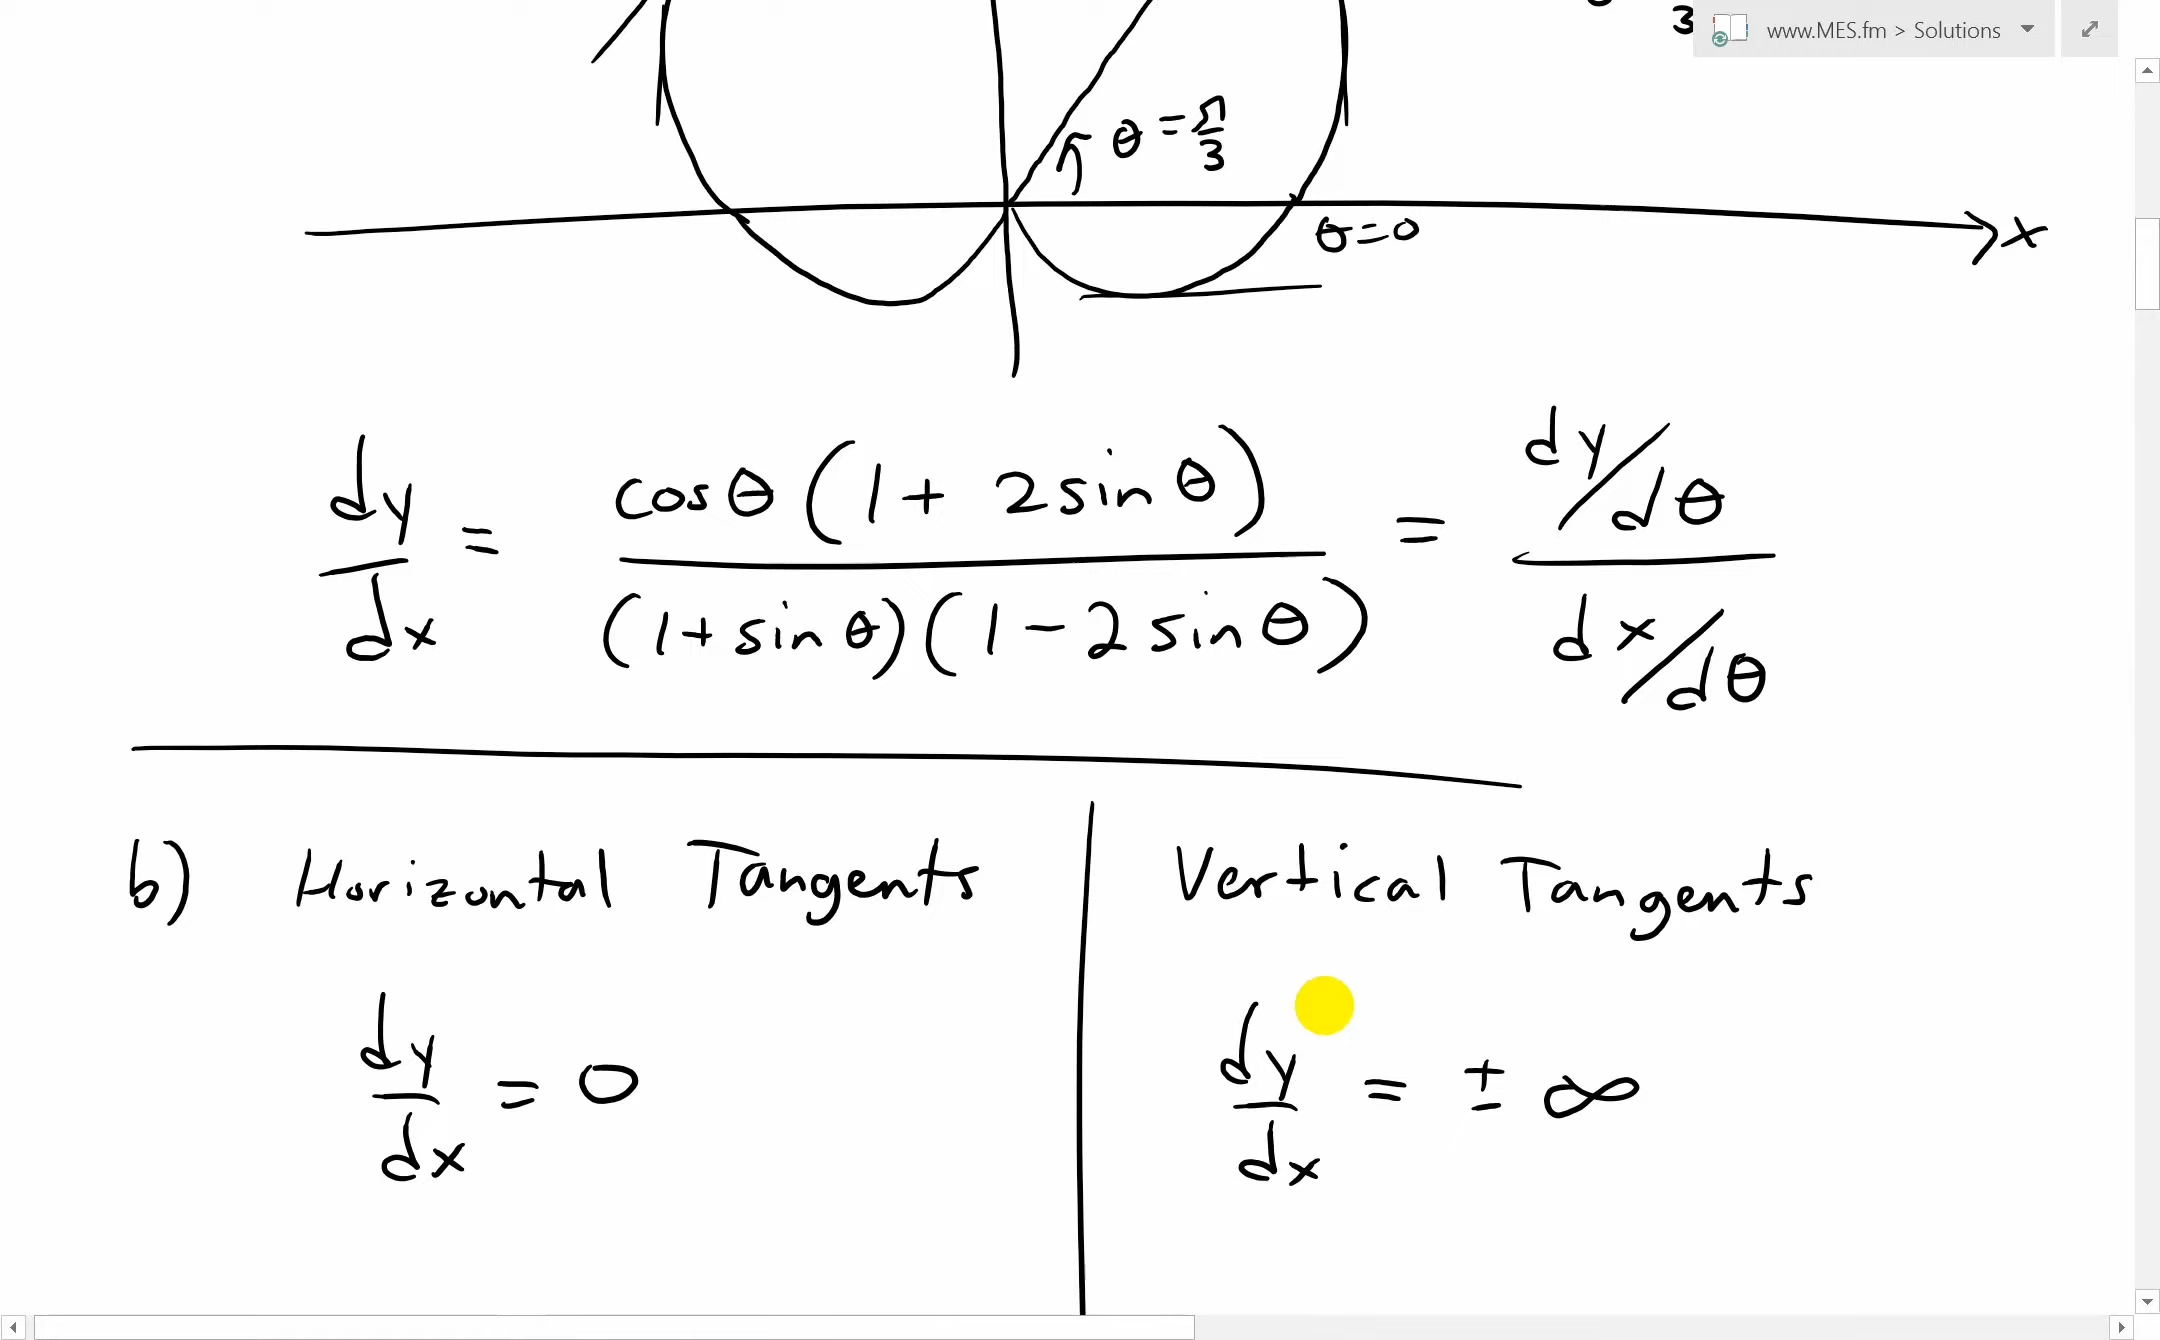 3
www.MES.fm > Solutions
θ = π/3
θ = 0
x
dy/dx = cosθ (1 + 2 sin θ) / (1 + sin θ)(1 − 2 sin θ) = dy/dθ / dx/dθ
b) Horizontal Tangents
Vertical Tangents
dy/dx = 0
dy/dx = ± ∞